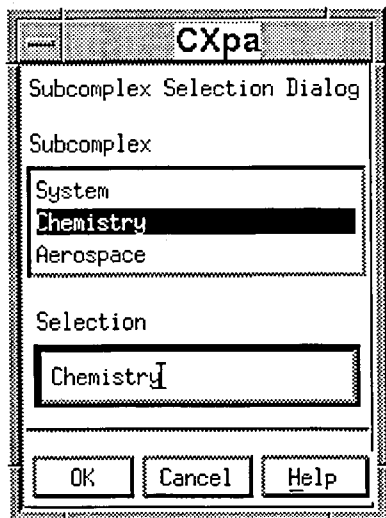 CXpa
Subcomplex Selection Dialog
Subcomplex
System
Chemistry
Aerospace
Selection
Chemistry
OK Cancel Help